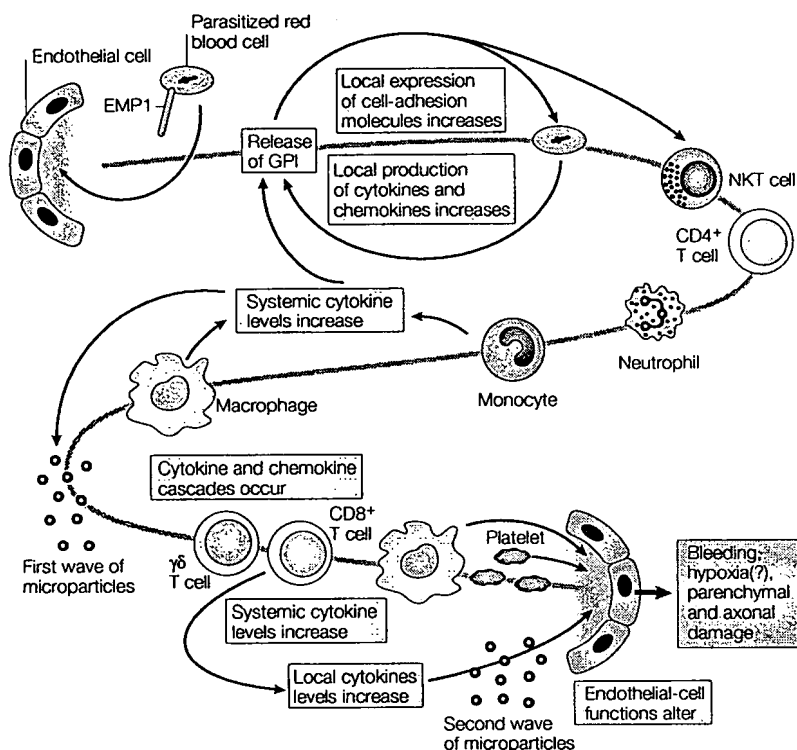 Parasitized red
blood cell
Endothelial cell
EMP1
Local expression
of cell-adhesion
molecules increases
Release
of GPI
Local production
of cytokines and
chemokines increases
NKT cell
CD4+
T cell
Systemic cytokine
levels increase
Neutrophil
Macrophage
Monocyte
Cytokine and chemokine
cascades occur
CD8+
T cell
Platelet
First wave of
microparticles
γδ
T cell
Bleeding,
hypoxia(?),
parenchymal
and axonal
damage
Systemic cytokine
levels increase
Local cytokines
levels increase
Endothelial-cell
functions alter
Second wave
of microparticles